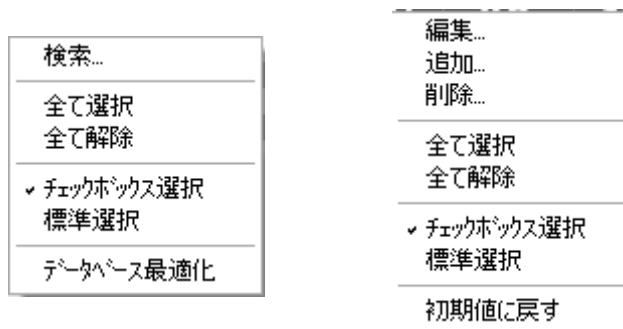 検索...
全て選択
全て解除
✓ ﾁｪｯｸﾎﾞｯｸｽ選択
標準選択
ﾃﾞｰﾀﾍﾞｰｽ最適化
編集...
追加...
削除...
全て選択
全て解除
✓ ﾁｪｯｸﾎﾞｯｸｽ選択
標準選択
初期値に戻す